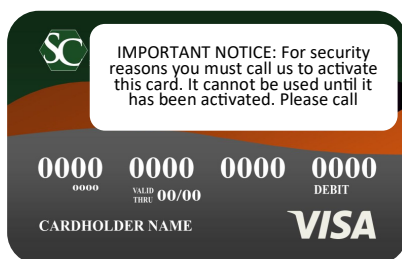 SC
IMPORTANT NOTICE: For security
reasons you must call us to activate
this card. It cannot be used until it
has been activated. Please call
0000 0000 0000 0000
0000
VALID
THRU 00/00
DEBIT
CARDHOLDER NAME
VISA